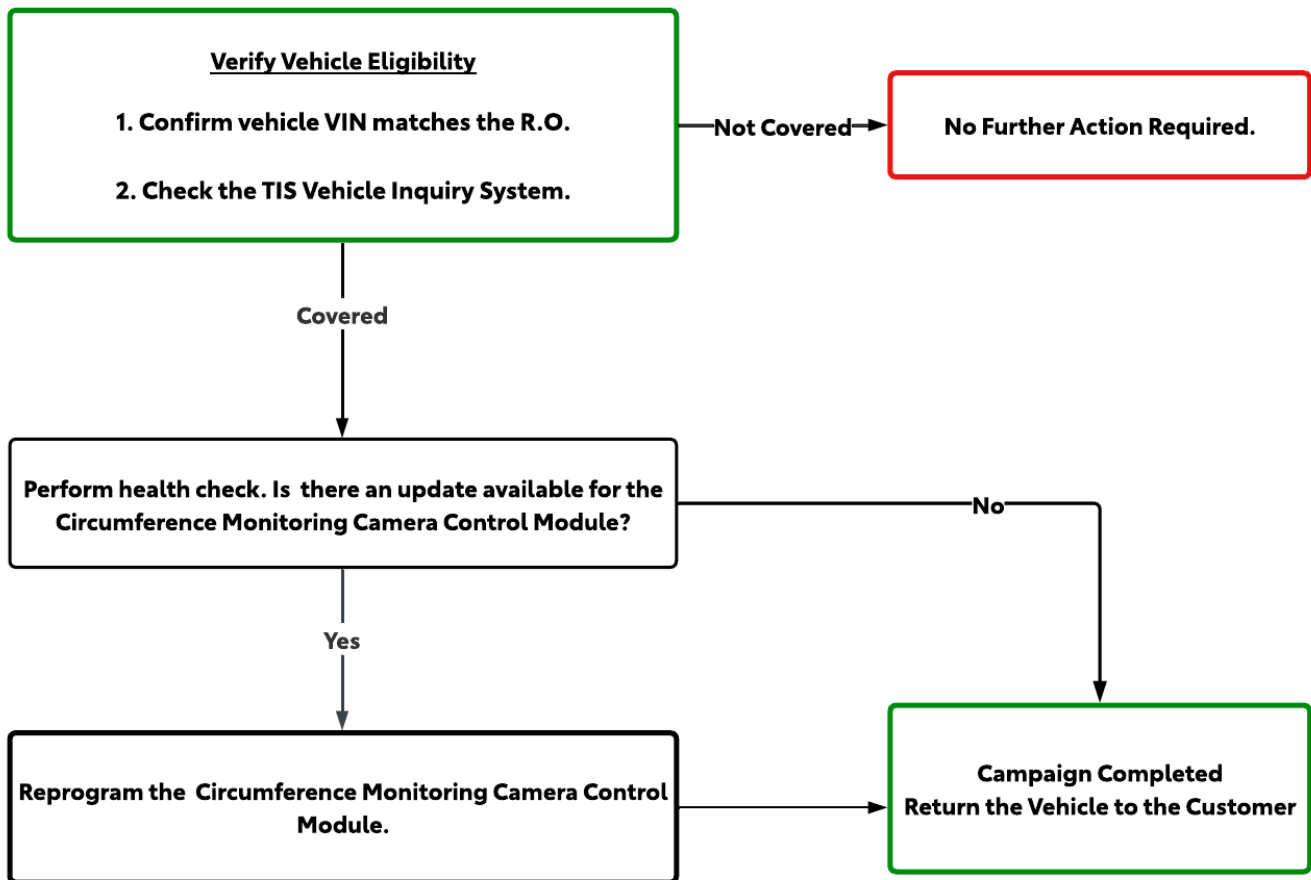 Verify Vehicle Eligibility
1. Confirm vehicle VIN matches the R.O.
2. Check the TIS Vehicle Inquiry System.
Not Covered
No Further Action Required.
Covered
Perform health check. Is  there an update available for the
Circumference Monitoring Camera Control Module?
No
Yes
Reprogram the  Circumference Monitoring Camera Control
Module.
Campaign Completed
Return the Vehicle to the Customer